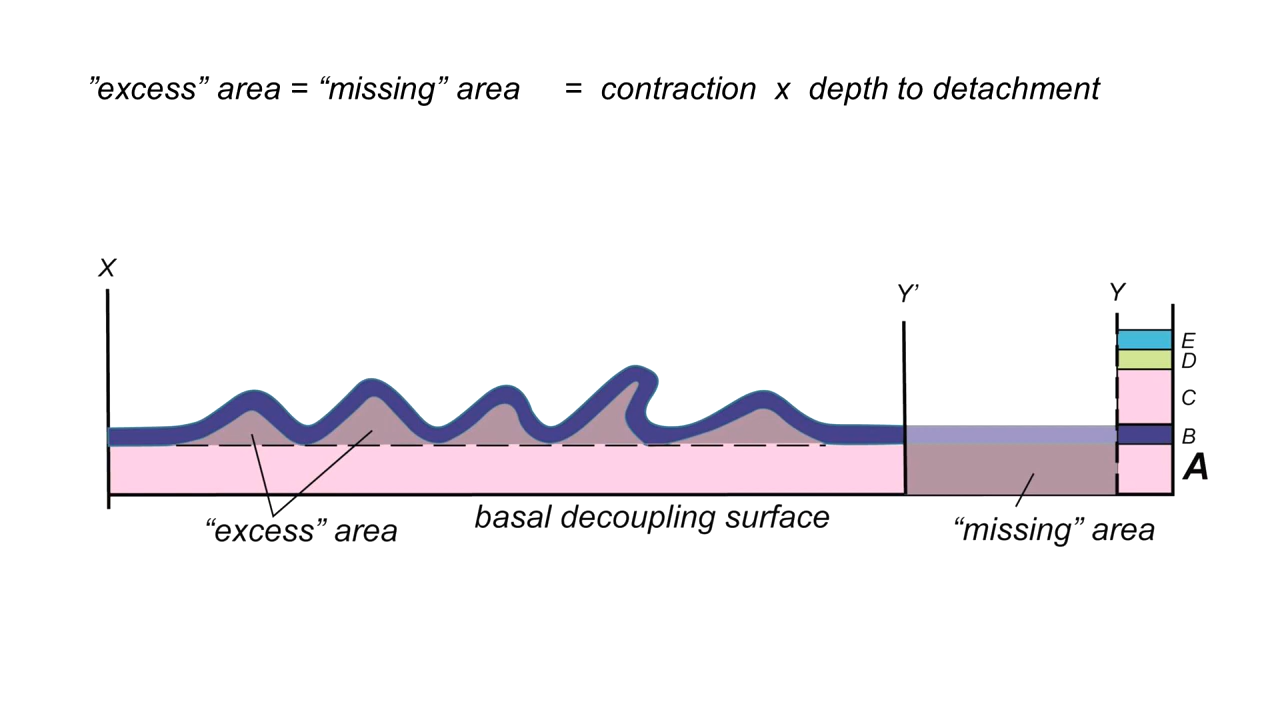 ”excess” area = “missing” area = contraction x depth to detachment
X
Y’
Y
E
D
C
B
A
“excess” area
basal decoupling surface
“missing” area